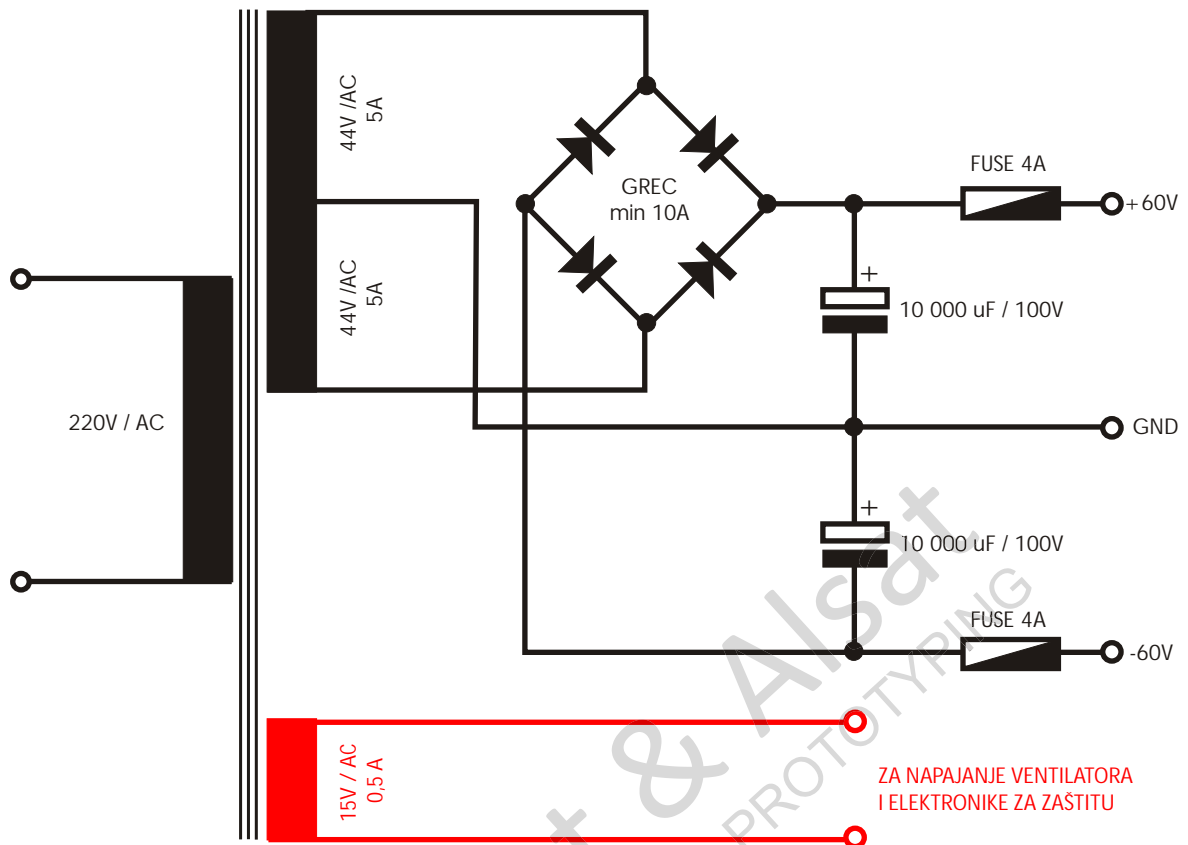 44V /AC
5A
44V /AC
5A
220V / AC
GREC
min 10A
FUSE 4A
+60V
+
10 000 uF / 100V
GND
+
10 000 uF / 100V
FUSE 4A
-60V
15V / AC
0,5 A
ZA NAPAJANJE VENTILATORA
I ELEKTRONIKE ZA ZAŠTITU
t & Alsat
PROTOTYPING